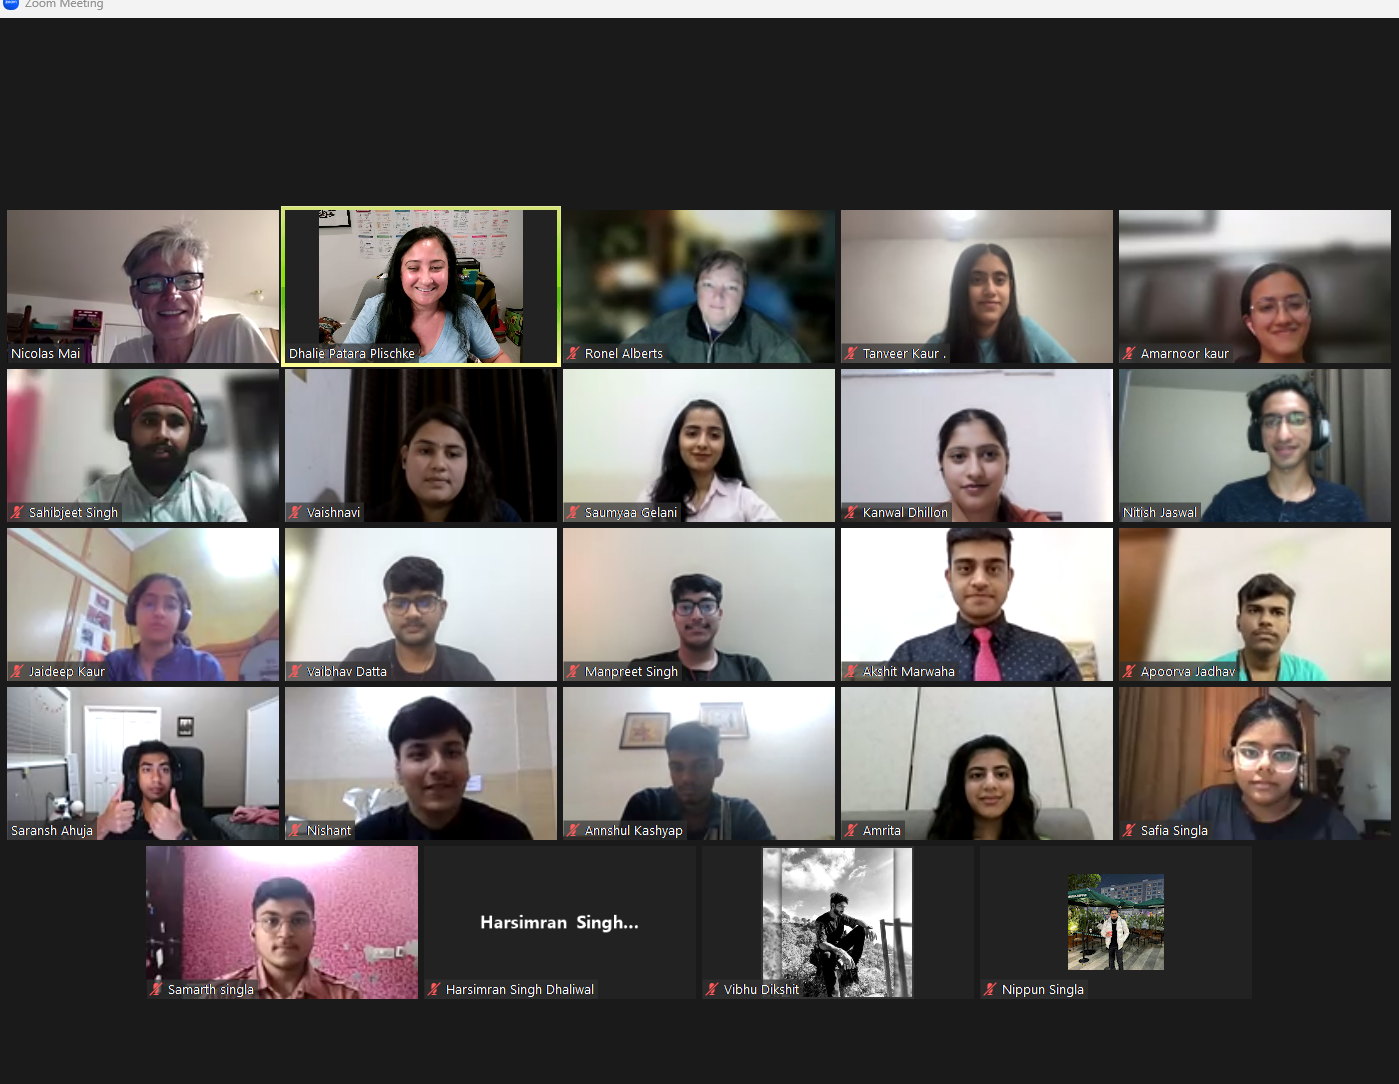 Zoom Meeting
Nicolas Mai
Dhalie Patara Plischke
Ronel Alberts
Tanveer Kaur .
Amarnoor kaur
Sahibjeet Singh
Vaishnavi
Saumyaa Gelani
Kanwal Dhillon
Nitish Jaswal
Jaideep Kaur
Vaibhav Datta
Manpreet Singh
Akshit Marwaha
Apoorva Jadhav
Saransh Ahuja
Nishant
Annshul Kashyap
Amrita
Safia Singla
Samarth singla
Harsimran Singh...
Harsimran Singh Dhaliwal
Vibhu Dikshit
Nippun Singla